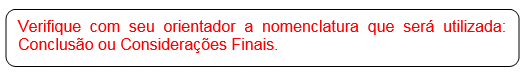 Verifique com seu orientador a nomenclatura que será utilizada:
Conclusão ou Considerações Finais.